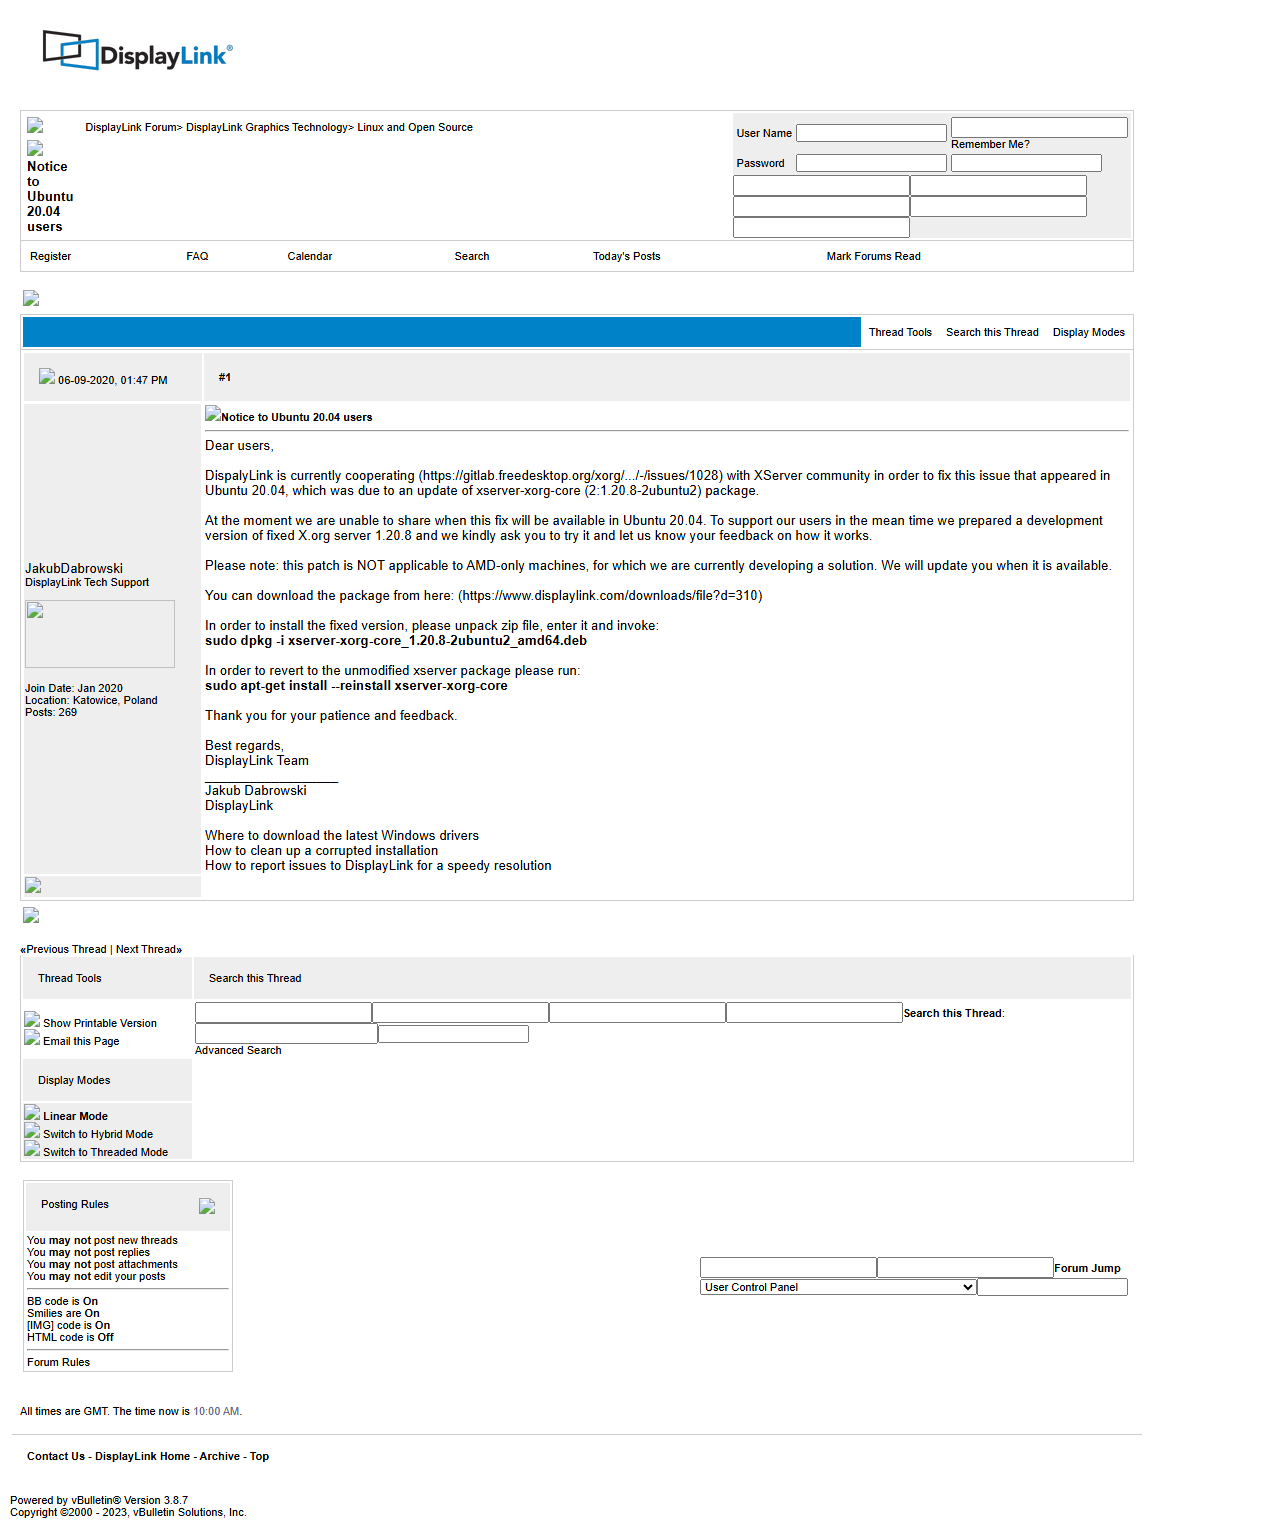 DisplayLink®
DisplayLink Forum> DisplayLink Graphics Technology> Linux and Open Source
User Name
Remember Me?
Password
Notice
to
Ubuntu
20.04
users
Register FAQ Calendar Search Today's Posts Mark Forums Read
Thread Tools Search this Thread Display Modes
06-09-2020, 01:47 PM
#1
JakubDabrowski
DisplayLink Tech Support
Join Date: Jan 2020
Location: Katowice, Poland
Posts: 269
Notice to Ubuntu 20.04 users
Dear users,
DispalyLink is currently cooperating (https://gitlab.freedesktop.org/xorg/.../-/issues/1028) with XServer community in order to fix this issue that appeared in
Ubuntu 20.04, which was due to an update of xserver-xorg-core (2:1.20.8-2ubuntu2) package.
At the moment we are unable to share when this fix will be available in Ubuntu 20.04. To support our users in the mean time we prepared a development
version of fixed X.org server 1.20.8 and we kindly ask you to try it and let us know your feedback on how it works.
Please note: this patch is NOT applicable to AMD-only machines, for which we are currently developing a solution. We will update you when it is available.
You can download the package from here: (https://www.displaylink.com/downloads/file?d=310)
In order to install the fixed version, please unpack zip file, enter it and invoke:
sudo dpkg -i xserver-xorg-core_1.20.8-2ubuntu2_amd64.deb
In order to revert to the unmodified xserver package please run:
sudo apt-get install --reinstall xserver-xorg-core
Thank you for your patience and feedback.
Best regards,
DisplayLink Team
__________________
Jakub Dabrowski
DisplayLink
Where to download the latest Windows drivers
How to clean up a corrupted installation
How to report issues to DisplayLink for a speedy resolution
«Previous Thread | Next Thread»
Thread Tools
Search this Thread
Show Printable Version
Email this Page
Search this Thread:
Advanced Search
Display Modes
Linear Mode
Switch to Hybrid Mode
Switch to Threaded Mode
Posting Rules
You may not post new threads
You may not post replies
You may not post attachments
You may not edit your posts
BB code is On
Smilies are On
[IMG] code is On
HTML code is Off
Forum Rules
Forum Jump
User Control Panel
All times are GMT. The time now is 10:00 AM.
Contact Us - DisplayLink Home - Archive - Top
Powered by vBulletin® Version 3.8.7
Copyright ©2000 - 2023, vBulletin Solutions, Inc.